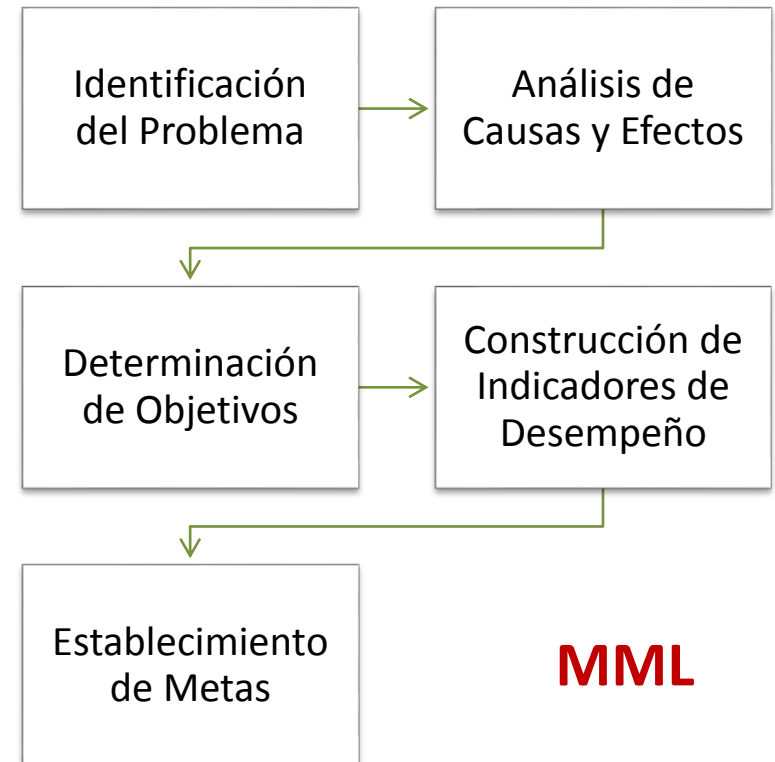 Identificación
del Problema
Análisis de
Causas y Efectos
Determinación
de Objetivos
Construcción de
Indicadores de
Desempeño
Establecimiento
de Metas
MML